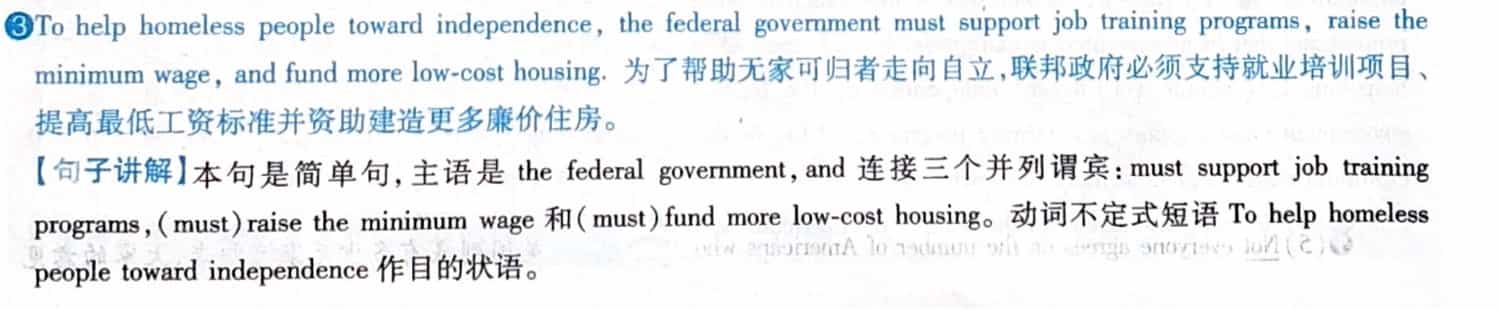 ③To help homeless people toward independence, the federal government must support job training programs, raise the
minimum wage, and fund more low-cost housing. 为了帮助无家可归者走向自立,联邦政府必须支持就业培训项目、
提高最低工资标准并资助建造更多廉价住房。
【句子讲解】本句是简单句,主语是 the federal government, and 连接三个并列谓宾: must support job training
programs, (must) raise the minimum wage 和(must) fund more low-cost housing。动词不定式短语 To help homeless
people toward independence 作目的状语。